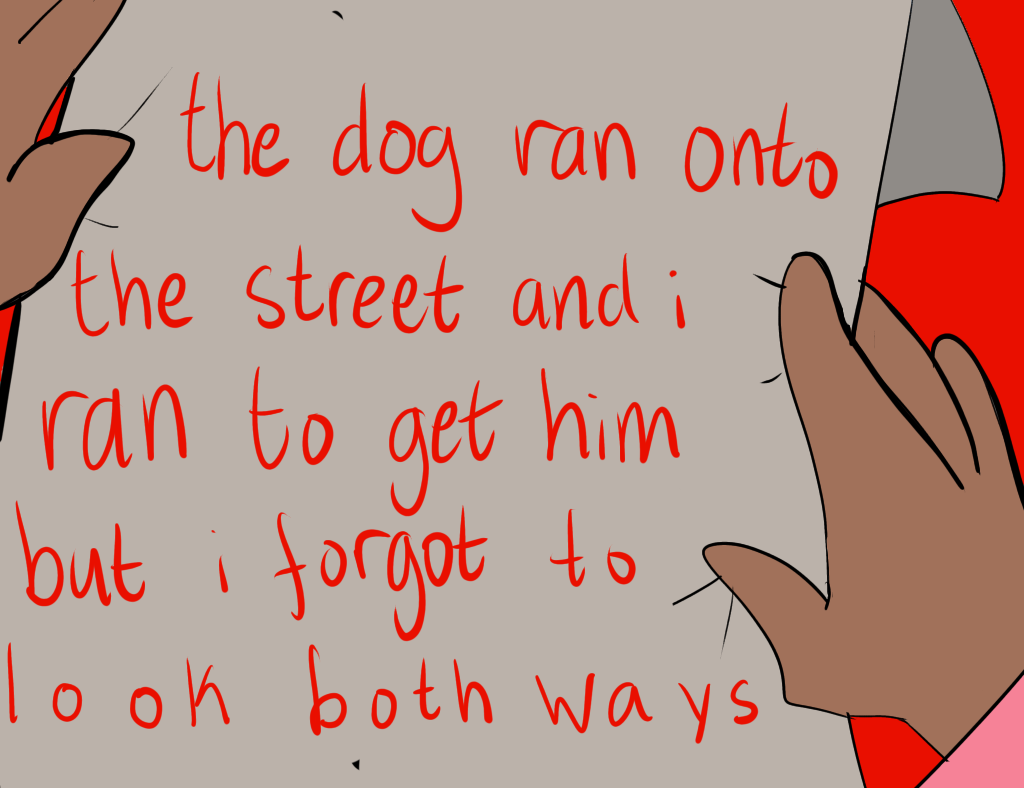 the dog ran onto
the street and i
ran to get him
but i forgot to
look both ways